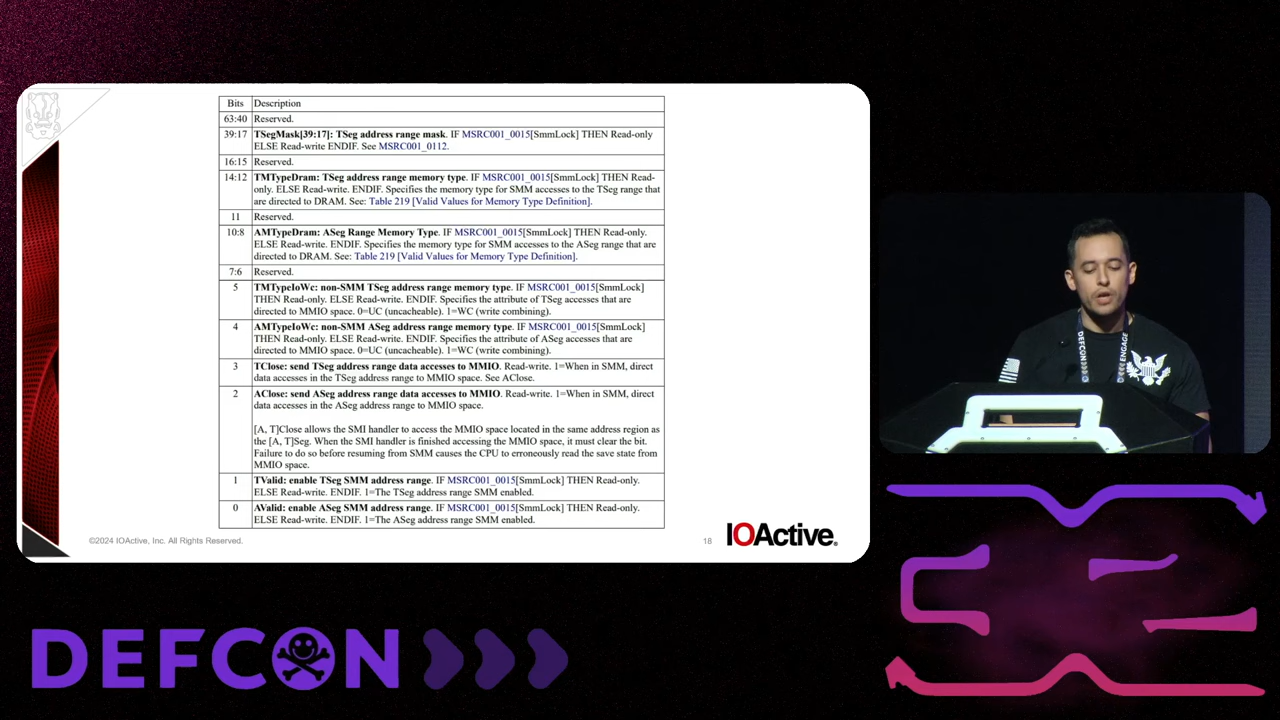 Bits Description
63:40 Reserved.
39:17 TSegMask[39:17]: TSeg address range mask. IF MSRC001_0015[SmmLock] THEN Read-only
ELSE Read-write ENDIF. See MSRC001_0112.
16:15 Reserved.
14:12 TMTypeDram: TSeg address range memory type. IF MSRC001_0015[SmmLock] THEN Read-
only. ELSE Read-write. ENDIF. Specifies the memory type for SMM accesses to the TSeg range that
are directed to DRAM. See: Table 219 [Valid Values for Memory Type Definition].
11 Reserved.
10:8 AMTypeDram: ASeg Range Memory Type. IF MSRC001_0015[SmmLock] THEN Read-only.
ELSE Read-write. ENDIF. Specifies the memory type for SMM accesses to the ASeg range that are
directed to DRAM. See: Table 219 [Valid Values for Memory Type Definition].
7:6 Reserved.
5 TMTypeIoWc: non-SMM TSeg address range memory type. IF MSRC001_0015[SmmLock]
THEN Read-only. ELSE Read-write. ENDIF. Specifies the attribute of TSeg accesses that are
directed to MMIO space. 0=UC (uncacheable). 1=WC (write combining).
4 AMTypeIoWc: non-SMM ASeg address range memory type. IF MSRC001_0015[SmmLock]
THEN Read-only. ELSE Read-write. ENDIF. Specifies the attribute of ASeg accesses that are
directed to MMIO space. 0=UC (uncacheable). 1=WC (write combining).
3 TClose: send TSeg address range data accesses to MMIO. Read-write. 1=When in SMM, direct
data accesses in the TSeg address range to MMIO space. See AClose.
2 AClose: send ASeg address range data accesses to MMIO. Read-write. 1=When in SMM, direct
data accesses in the ASeg address range to MMIO space.
[A, T]Close allows the SMI handler to access the MMIO space located in the same address region as
the [A, T]Seg. When the SMI handler is finished accessing the MMIO space, it must clear the bit.
Failure to do so before resuming from SMM causes the CPU to erroneously read the save state from
MMIO space.
1 TValid: enable TSeg SMM address range. IF MSRC001_0015[SmmLock] THEN Read-only.
ELSE Read-write. ENDIF. 1=The TSeg address range SMM enabled.
0 AValid: enable ASeg SMM address range. IF MSRC001_0015[SmmLock] THEN Read-only.
ELSE Read-write. ENDIF. 1=The ASeg address range SMM enabled.
©2024 IOActive, Inc. All Rights Reserved.
18
IOActive.
DEFCON
ENGAGE
DEFCON